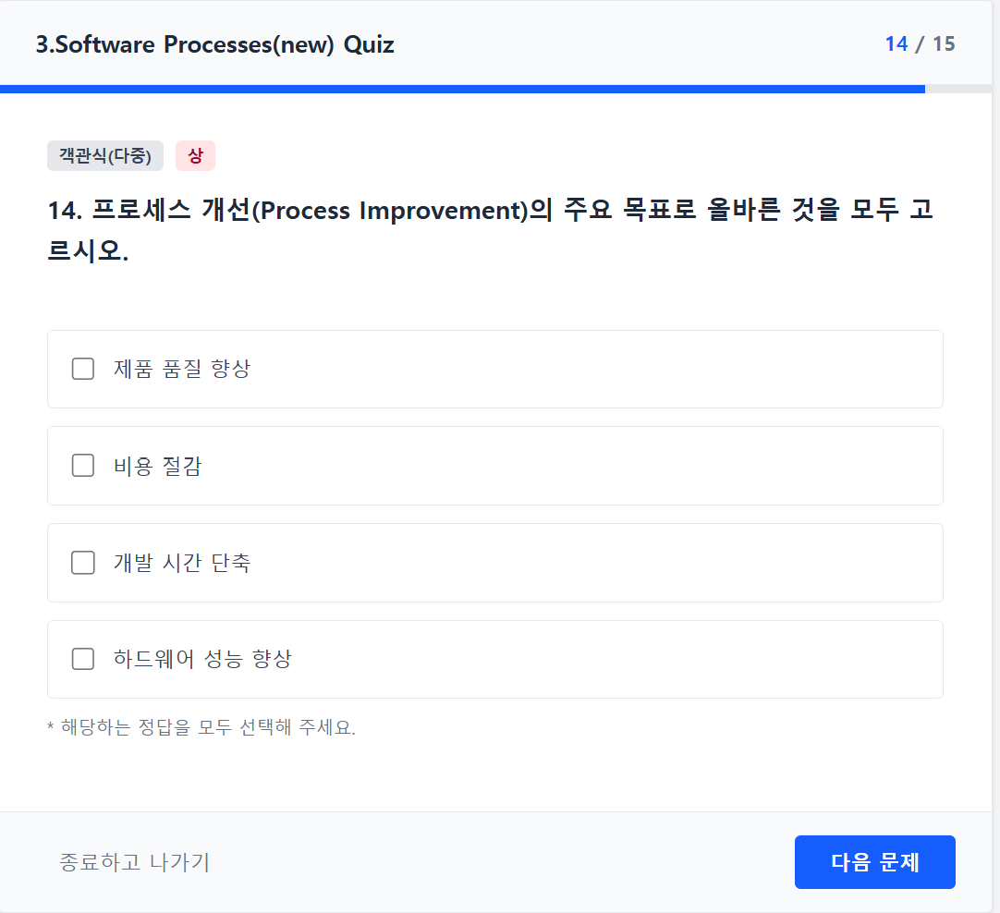 3.Software Processes(new) Quiz
14 / 15
객관식(다중)
상
14. 프로세스 개선(Process Improvement)의 주요 목표로 올바른 것을 모두 고
르시오.
제품 품질 향상
비용 절감
개발 시간 단축
하드웨어 성능 향상
* 해당하는 정답을 모두 선택해 주세요.
종료하고 나가기
다음 문제